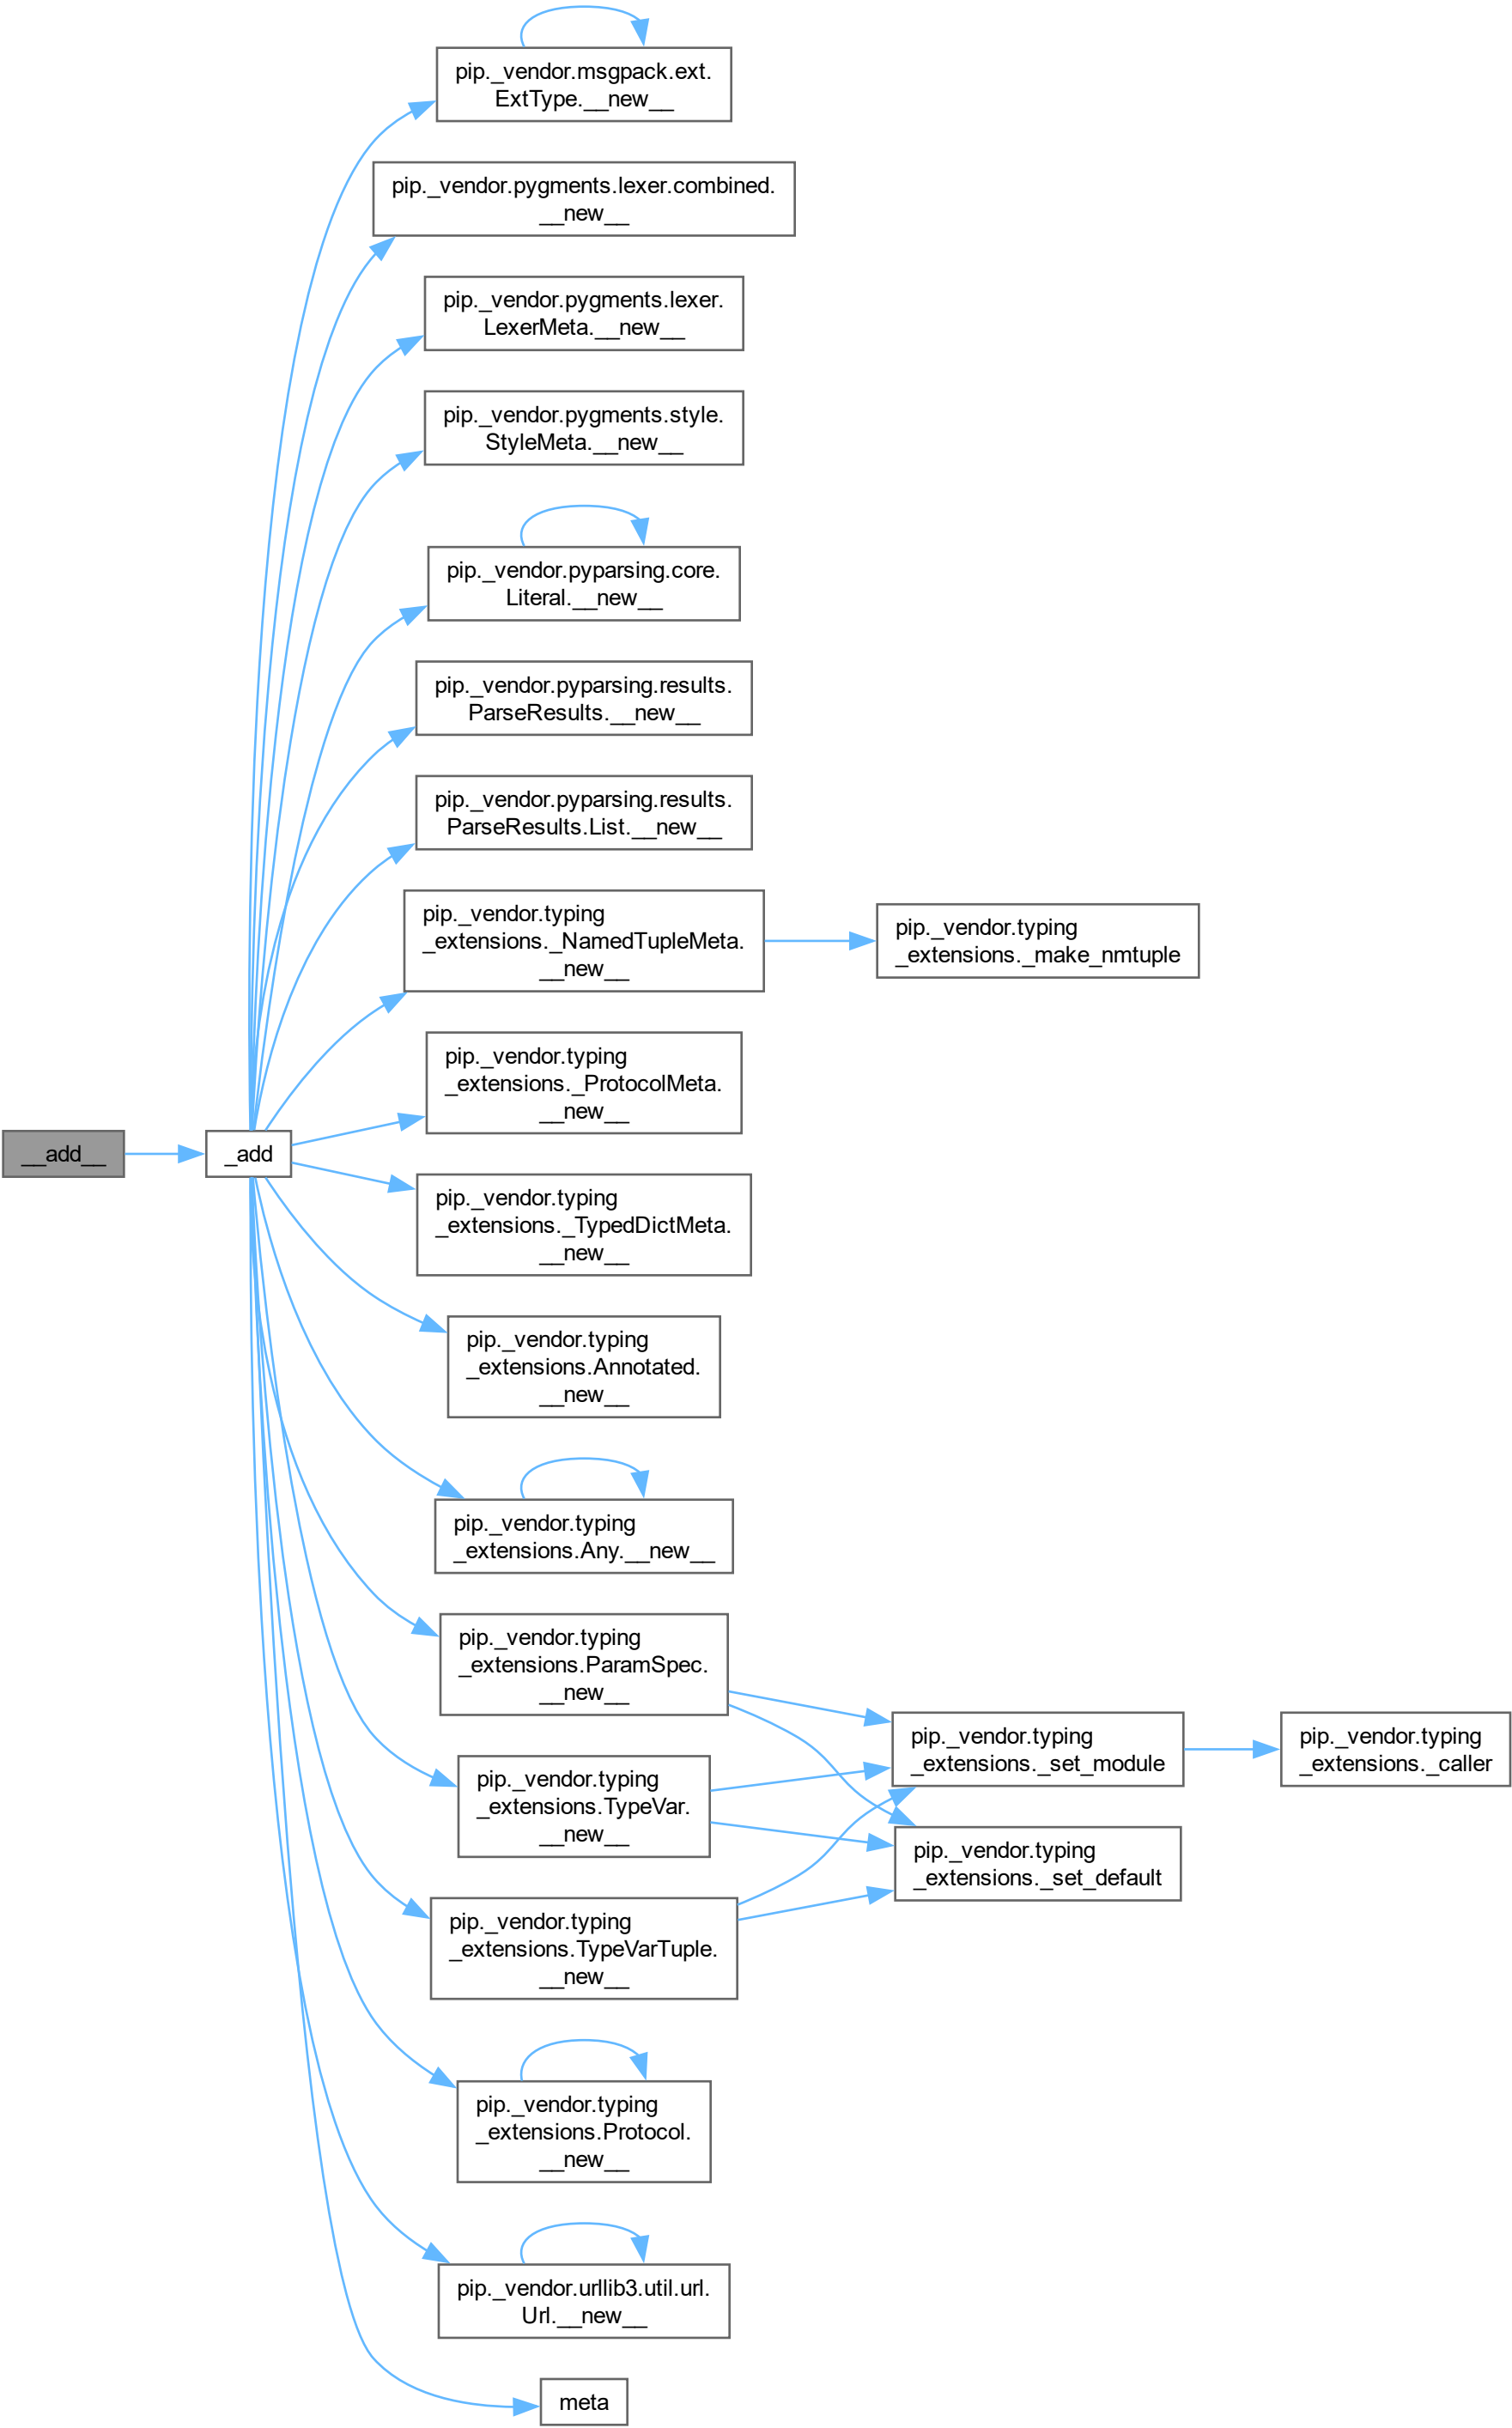 pip._vendor.msgpack.ext.
ExtType.__new__
pip._vendor.pygments.lexer.combined.
__new__
pip._vendor.pygments.lexer.
LexerMeta.__new__
pip._vendor.pygments.style.
StyleMeta.__new__
pip._vendor.pyparsing.core.
Literal.__new__
pip._vendor.pyparsing.results.
ParseResults.__new__
pip._vendor.pyparsing.results.
ParseResults.List.__new__
pip._vendor.typing
_extensions._NamedTupleMeta.
__new__
pip._vendor.typing
_extensions._make_nmtuple
pip._vendor.typing
_extensions._ProtocolMeta.
__new__
__add__
_add
pip._vendor.typing
_extensions._TypedDictMeta.
__new__
pip._vendor.typing
_extensions.Annotated.
__new__
pip._vendor.typing
_extensions.Any.__new__
pip._vendor.typing
_extensions.ParamSpec.
__new__
pip._vendor.typing
_extensions._set_module
pip._vendor.typing
_extensions._caller
pip._vendor.typing
_extensions.TypeVar.
__new__
pip._vendor.typing
_extensions._set_default
pip._vendor.typing
_extensions.TypeVarTuple.
__new__
pip._vendor.typing
_extensions.Protocol.
__new__
pip._vendor.urllib3.util.url.
Url.__new__
meta